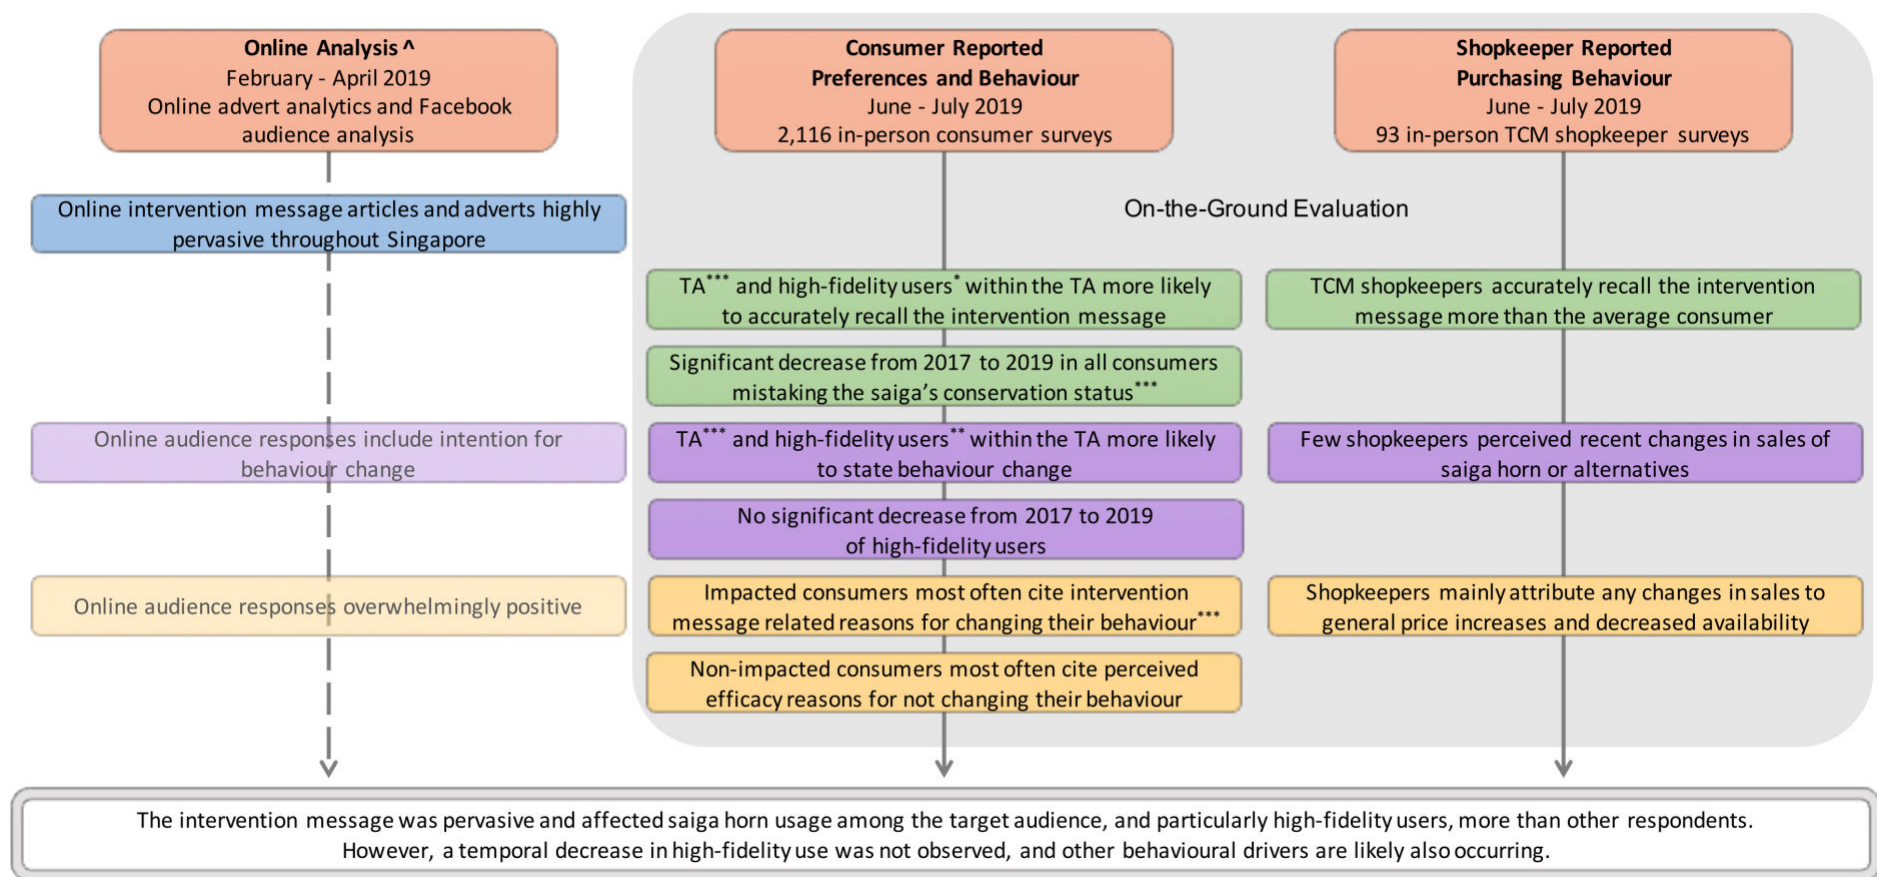 Online Analysis ^
February - April 2019
Online advert analytics and Facebook
audience analysis
Online intervention message articles and adverts highly
pervasive throughout Singapore
Online audience responses include intention for
behaviour change
Online audience responses overwhelmingly positive
Consumer Reported
Preferences and Behaviour
June - July 2019
2,116 in-person consumer surveys
Shopkeeper Reported
Purchasing Behaviour
June - July 2019
93 in-person TCM shopkeeper surveys
On-the-Ground Evaluation
TA*** and high-fidelity users* within the TA more likely
to accurately recall the intervention message
Significant decrease from 2017 to 2019 in all consumers
mistaking the saiga’s conservation status***
TA*** and high-fidelity users** within the TA more likely
to state behaviour change
No significant decrease from 2017 to 2019
of high-fidelity users
Impacted consumers most often cite intervention
message related reasons for changing their behaviour***
Non-impacted consumers most often cite perceived
efficacy reasons for not changing their behaviour
TCM shopkeepers accurately recall the intervention
message more than the average consumer
Few shopkeepers perceived recent changes in sales of
saiga horn or alternatives
Shopkeepers mainly attribute any changes in sales to
general price increases and decreased availability
The intervention message was pervasive and affected saiga horn usage among the target audience, and particularly high-fidelity users, more than other respondents.
However, a temporal decrease in high-fidelity use was not observed, and other behavioural drivers are likely also occurring.